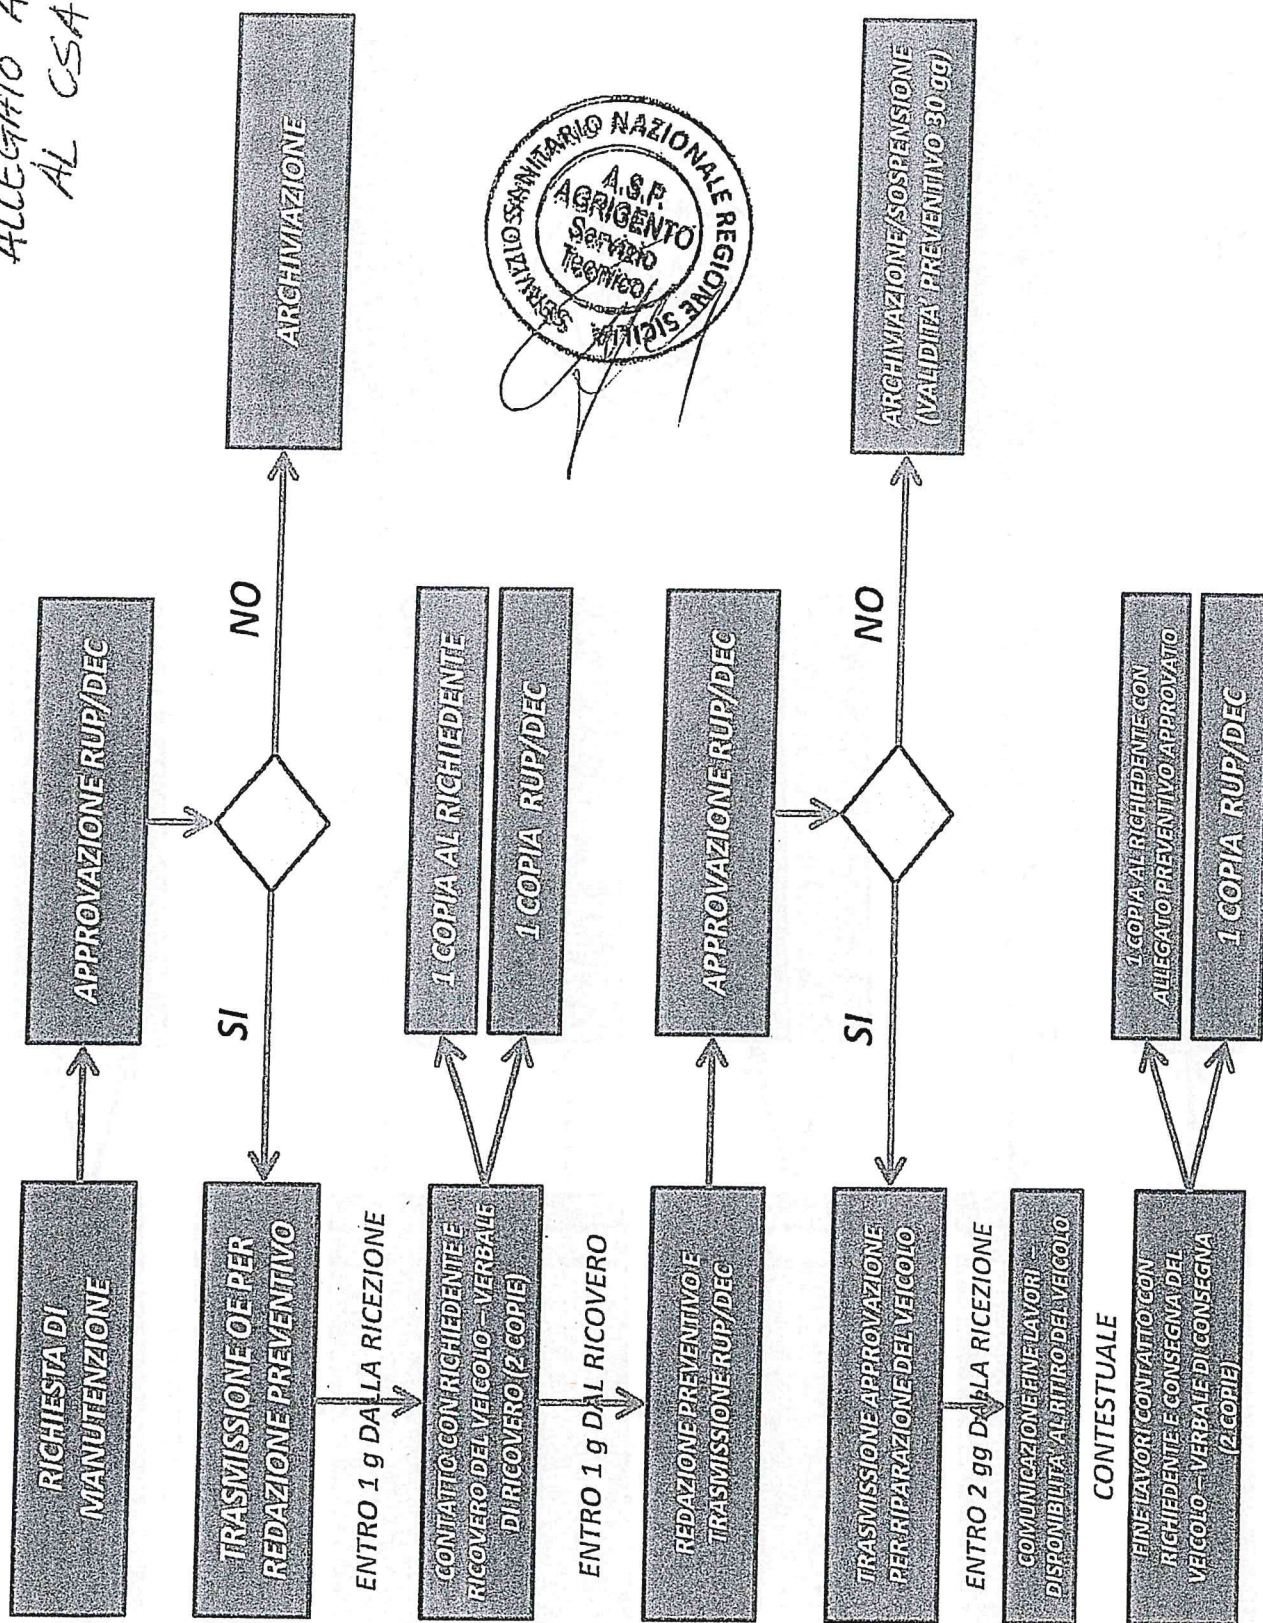 ALLEGATO A
AL CSA
RICHIESTA DI
MANUTENZIONE
APPROVAZIONE RUP/DEC
SI
NO
ARCHIVIAZIONE
TRASMISSIONE OE PER
REDAZIONE PREVENTIVO
ENTRO 1 g DALLA RICEZIONE
CONTATTO CON RICHIEDENTE E
RICOVERO DEL VEICOLO – VERBALE
DI RICOVERO (2 COPIE)
1 COPIA AL RICHIEDENTE
1 COPIA RUP/DEC
ENTRO 1 g DAL RICOVERO
REDAZIONE PREVENTIVO E
TRASMISSIONE RUP/DEC
APPROVAZIONE RUP/DEC
SI
NO
ARCHIVIAZIONE/SOSPENSIONE
(VALIDITA' PREVENTIVO 30 gg)
TRASMISSIONE APPROVAZIONE
PER RIPARAZIONE DEL VEICOLO
ENTRO 2 gg DALLA RICEZIONE
COMUNICAZIONE FINE LAVORI –
DISPONIBILITA' AL RITIRO DEL VEICOLO
CONTESTUALE
FINE LAVORI CONTATTO CON
RICHIEDENTE E CONSEGNA DEL
VEICOLO – VERBALE DI CONSEGNA
(2 COPIE)
1 COPIA AL RICHIEDENTE CON
ALLEGATO PREVENTIVO APPROVATO
1 COPIA RUP/DEC
SERVIZIO SANITARIO NAZIONALE REGIONE SICILIA
A.S.P.
AGRIGENTO
Servizio
Tecnico